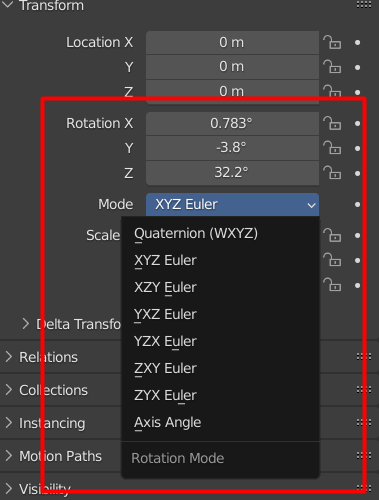 Transform
Location X 0 m
Y 0 m
Z 0 m
Rotation X 0.783°
Y -3.8°
Z 32.2°
Mode XYZ Euler
Scale
Quaternion (WXYZ)
XYZ Euler
XZY Euler
YXZ Euler
YZX Euler
ZXY Euler
ZYX Euler
Axis Angle
Rotation Mode
Delta Transfo
Relations
Collections
Instancing
Motion Paths
Visibility